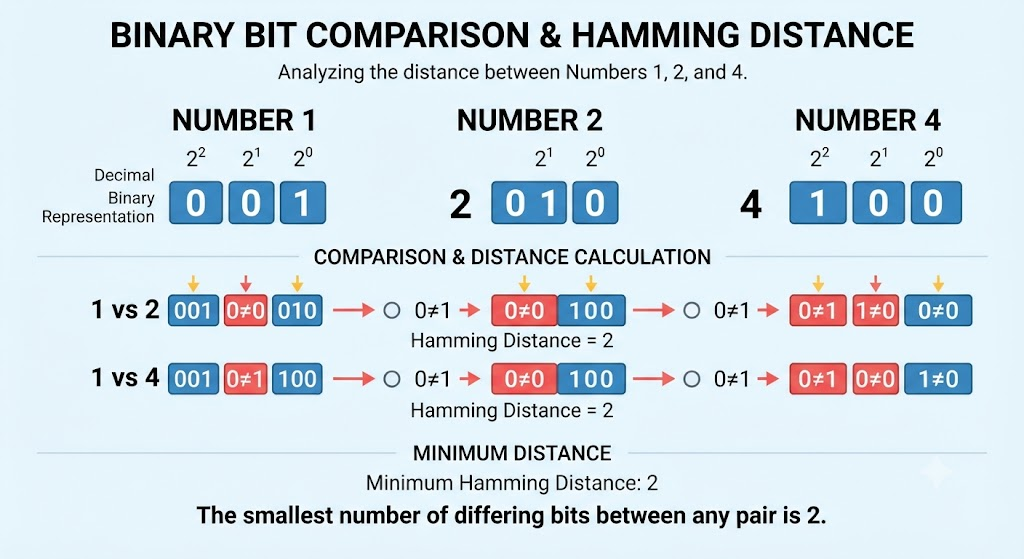 BINARY BIT COMPARISON & HAMMING DISTANCE
Analyzing the distance between Numbers 1, 2, and 4.
NUMBER 1 NUMBER 2 NUMBER 4
2² 2¹ 2⁰ 2¹ 2⁰ 2² 2¹ 2⁰
Decimal
Binary
Representation
0 0 1 2 0 1 0 4 1 0 0
COMPARISON & DISTANCE CALCULATION
1 vs 2 001 0≠0 010 0≠1 0≠0 100 0≠1 0≠1 1≠0 0≠0
Hamming Distance = 2
1 vs 4 001 0≠1 100 0≠1 0≠0 100 0≠1 0≠1 0≠0 1≠0
Hamming Distance = 2
MINIMUM DISTANCE
Minimum Hamming Distance: 2
The smallest number of differing bits between any pair is 2.